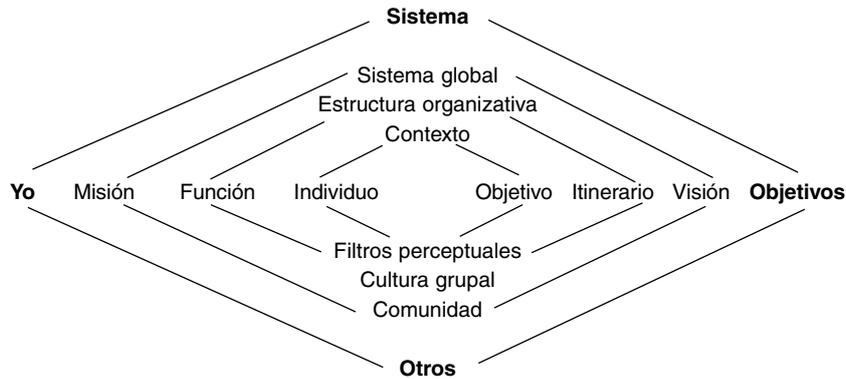 Sistema
Sistema global
Estructura organizativa
Contexto
Yo Misión Función Individuo Objetivo Itinerario Visión Objetivos
Filtros perceptuales
Cultura grupal
Comunidad
Otros